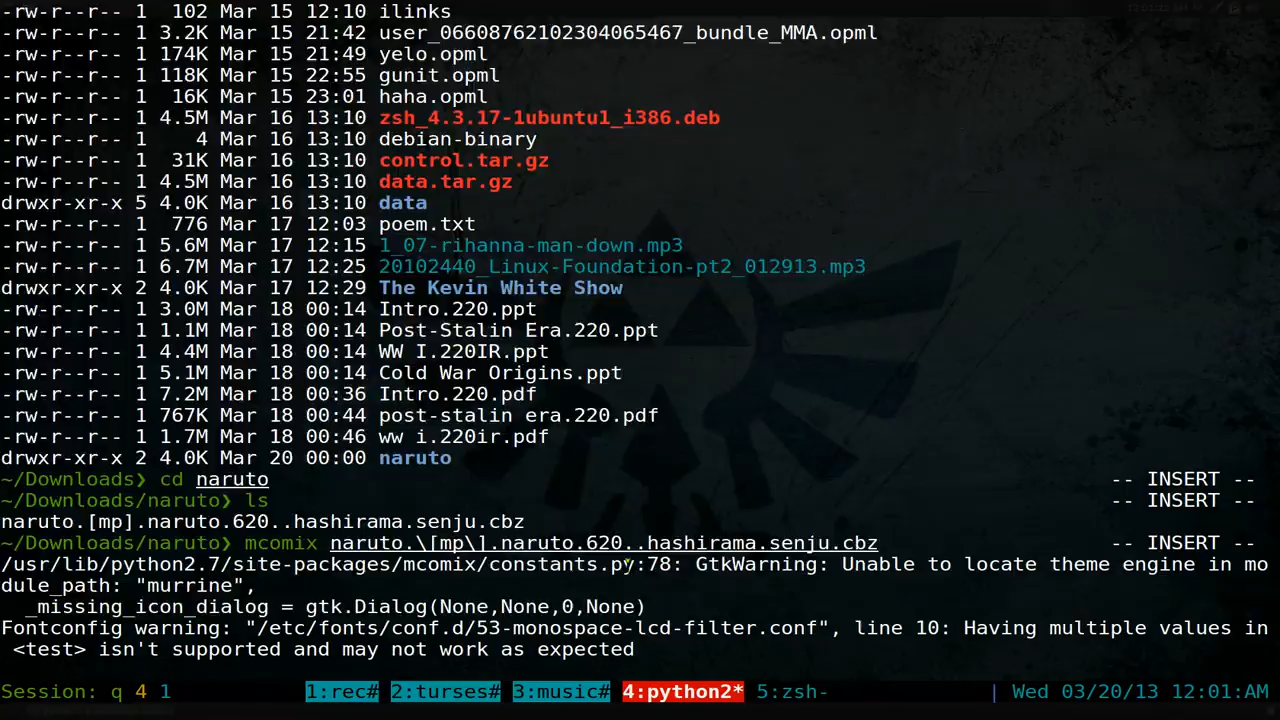 -rw-r--r-- 1  102 Mar 15 12:10 ilinks
-rw-r--r-- 1 3.2K Mar 15 21:42 user_06608762102304065467_bundle_MMA.opml
-rw-r--r-- 1 174K Mar 15 21:49 yelo.opml
-rw-r--r-- 1 118K Mar 15 22:55 gunit.opml
-rw-r--r-- 1  16K Mar 15 23:01 haha.opml
-rw-r--r-- 1 4.5M Mar 16 13:10 zsh_4.3.17-1ubuntu1_i386.deb
-rw-r--r-- 1    4 Mar 16 13:10 debian-binary
-rw-r--r-- 1  31K Mar 16 13:10 control.tar.gz
-rw-r--r-- 1 4.5M Mar 16 13:10 data.tar.gz
drwxr-xr-x 5 4.0K Mar 16 13:10 data
-rw-r--r-- 1  776 Mar 17 12:03 poem.txt
-rw-r--r-- 1 5.6M Mar 17 12:15 1_07-rihanna-man-down.mp3
-rw-r--r-- 1 6.7M Mar 17 12:25 20102440_Linux-Foundation-pt2_012913.mp3
drwxr-xr-x 2 4.0K Mar 17 12:29 The Kevin White Show
-rw-r--r-- 1 3.0M Mar 18 00:14 Intro.220.ppt
-rw-r--r-- 1 1.1M Mar 18 00:14 Post-Stalin Era.220.ppt
-rw-r--r-- 1 4.4M Mar 18 00:14 WW I.220IR.ppt
-rw-r--r-- 1 5.1M Mar 18 00:14 Cold War Origins.ppt
-rw-r--r-- 1 7.2M Mar 18 00:36 Intro.220.pdf
-rw-r--r-- 1 767K Mar 18 00:44 post-stalin era.220.pdf
-rw-r--r-- 1 1.7M Mar 18 00:46 ww i.220ir.pdf
drwxr-xr-x 2 4.0K Mar 20 00:00 naruto
~/Downloads❯ cd naruto -- INSERT --
~/Downloads/naruto❯ ls -- INSERT --
naruto.[mp].naruto.620..hashirama.senju.cbz
~/Downloads/naruto❯ mcomix naruto.\[mp\].naruto.620..hashirama.senju.cbz -- INSERT --
/usr/lib/python2.7/site-packages/mcomix/constants.py:78: GtkWarning: Unable to locate theme engine in mo
dule_path: "murrine",
  _missing_icon_dialog = gtk.Dialog(None,None,0,None)
Fontconfig warning: "/etc/fonts/conf.d/53-monospace-lcd-filter.conf", line 10: Having multiple values in
 <test> isn't supported and may not work as expected
Session: q 4 1 1:rec# 2:turses# 3:music# 4:python2* 5:zsh- | Wed 03/20/13 12:01:AM